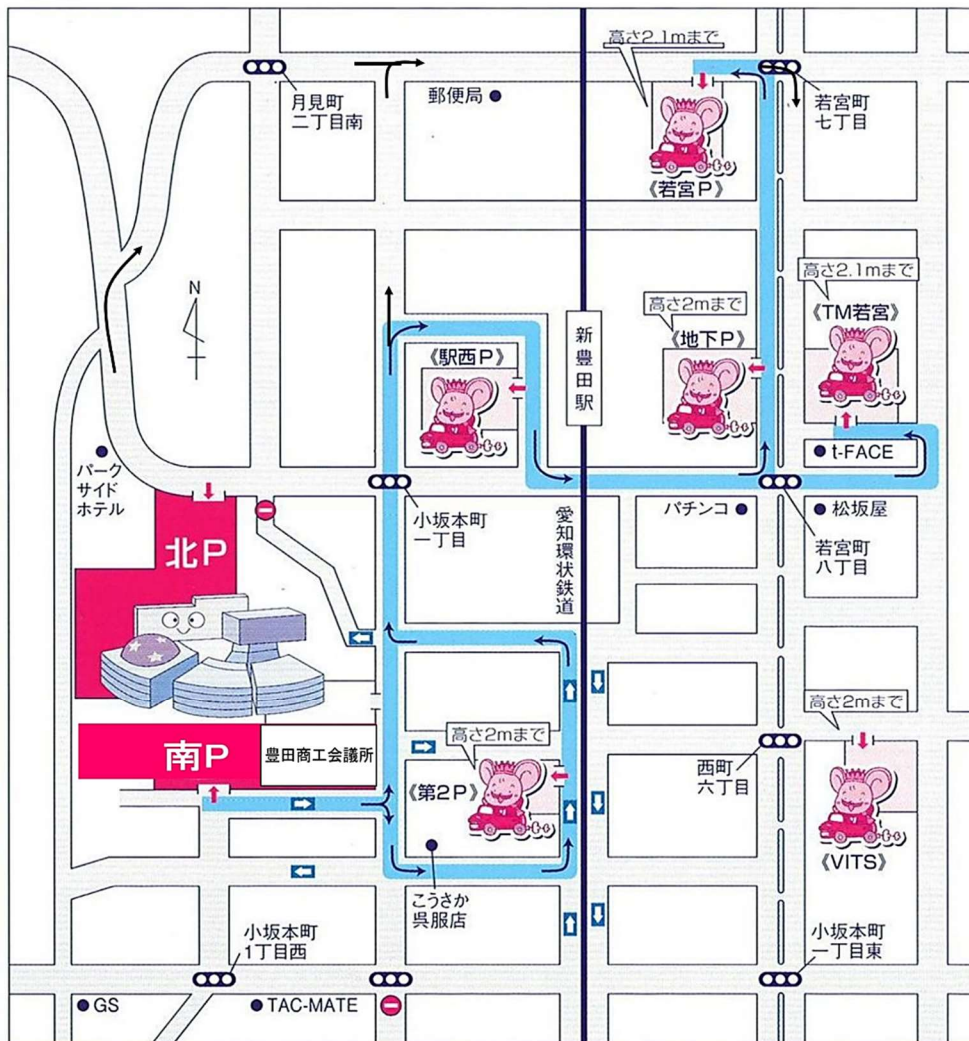 高さ2.1mまで
月見町
二丁目南
郵便局
若宮町
七丁目
《若宮P》
N
高さ2.1mまで
《TM若宮》
高さ2mまで
《地下P》
新豊田駅
《駅西P》
パーク
サイド
ホテル
t-FACE
小坂本町
一丁目
パチンコ
松坂屋
愛知環状鉄道
若宮町
八丁目
北P
高さ2mまで
高さ2mまで
南P
豊田商工会議所
西町
六丁目
《第2P》
《VITS》
こうさか
呉服店
小坂本町
1丁目西
小坂本町
一丁目東
GS
TAC-MATE